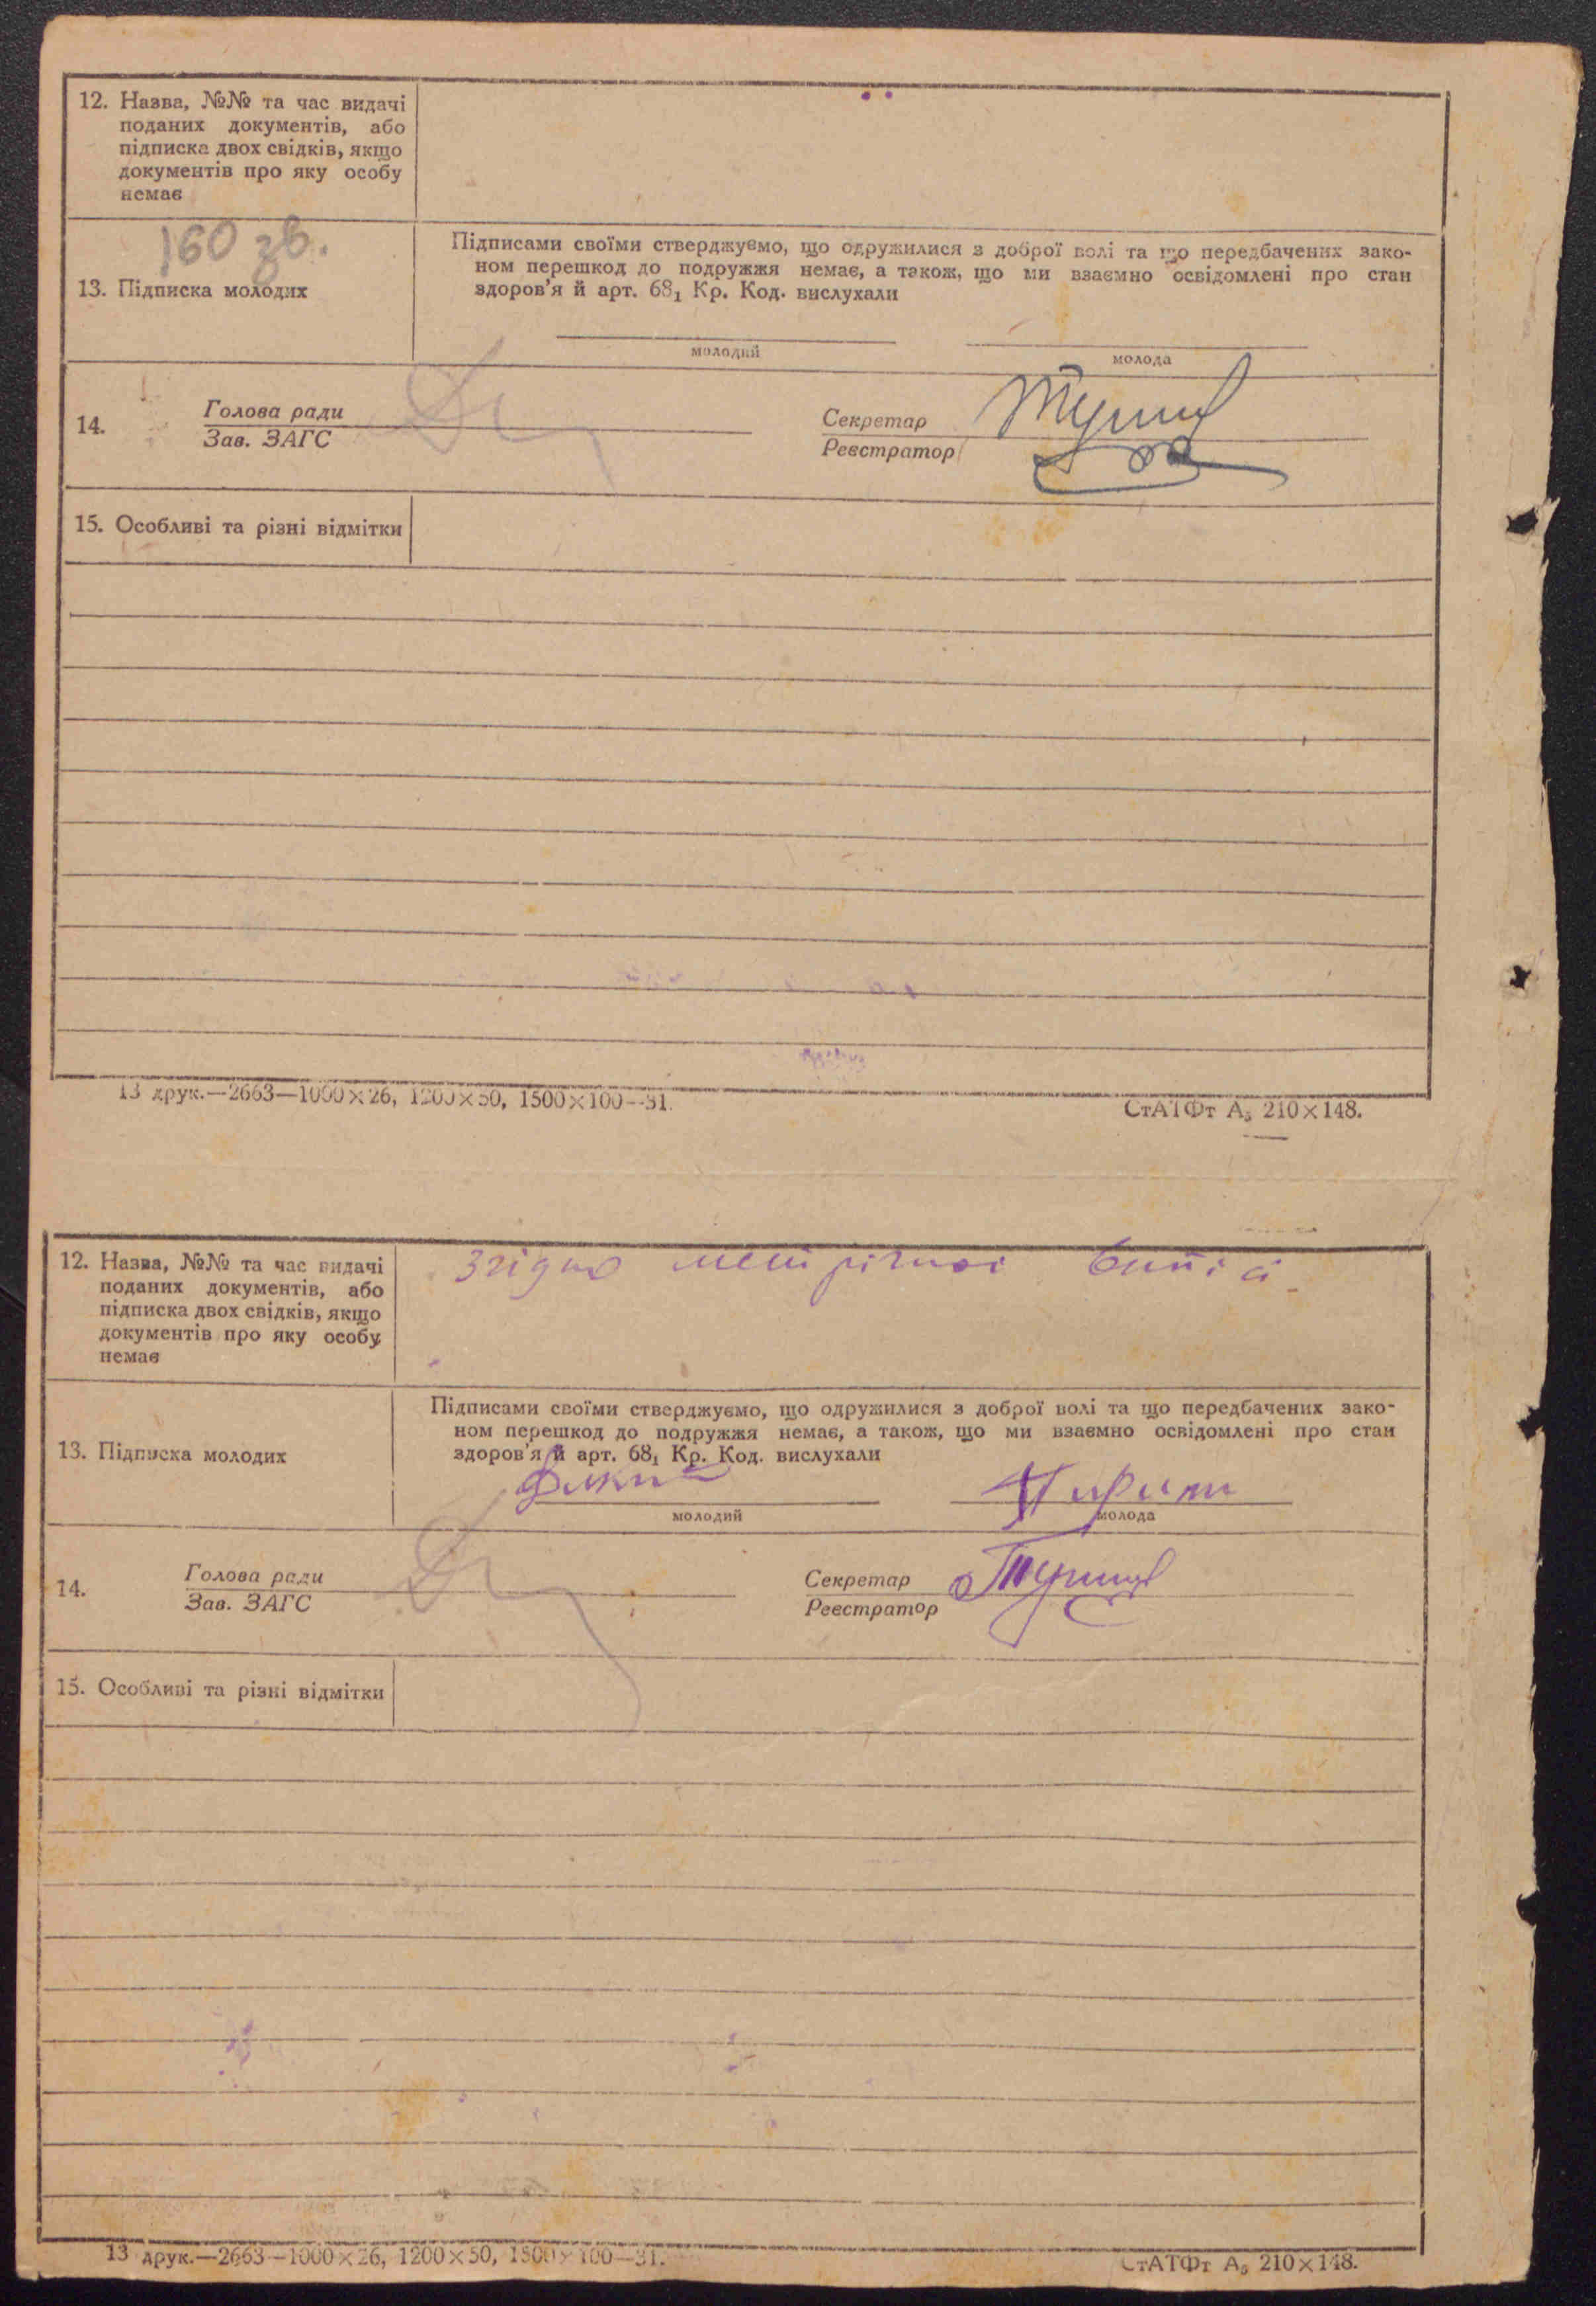 12. Назва, №№ та час видачі
поданих документів, або
підписка двох свідків, якщо
документів про яку особу
немає
160 зв.
13. Підписка молодих
Підписами своїми стверджуємо, що одружилися з доброї волі та що передбачених зако-
ном перешкод до подружжя немає, а також, що ми взаємно освідомлені про стан
здоров'я й арт. 68₁ Кр. Код. вислухали
молодий
молода
14.
Голова ради
Зав. ЗАГС
Секретар
Реєстратор
15. Особливі та різні відмітки
13 друк.—2663—1000×26, 1200×50, 1500×100—31.
СтАТФт А₅ 210×148.
12. Назва, №№ та час видачі
поданих документів, або
підписка двох свідків, якщо
документів про яку особу
немає
згідно метрічної виписі
13. Підписка молодих
Підписами своїми стверджуємо, що одружилися з доброї волі та що передбачених зако-
ном перешкод до подружжя немає, а також, що ми взаємно освідомлені про стан
здоров'я й арт. 68₁ Кр. Код. вислухали
молодий
молода
14.
Голова ради
Зав. ЗАГС
Секретар
Реєстратор
15. Особливі та різні відмітки
13 друк.—2663—1000×26, 1200×50, 1500×100—31.
СтАТФт А₅ 210×148.